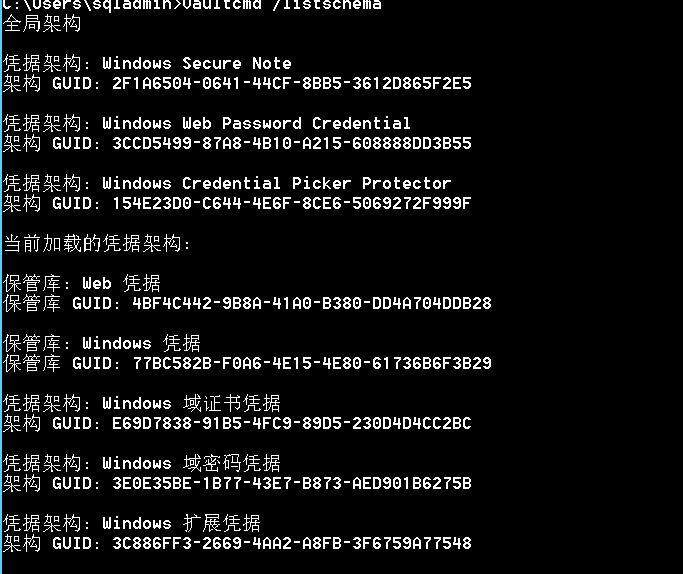 C:\Users\sqladmin>Vaultcmd /listschema
全局架构
凭据架构: Windows Secure Note
架构 GUID: 2F1A6504-0641-44CF-8BB5-3612D865F2E5
凭据架构: Windows Web Password Credential
架构 GUID: 3CCD5499-87A8-4B10-A215-608888DD3B55
凭据架构: Windows Credential Picker Protector
架构 GUID: 154E23D0-C644-4E6F-8CE6-5069272F999F
当前加载的凭据架构:
保管库: Web 凭据
保管库 GUID: 4BF4C442-9B8A-41A0-B380-DD4A704DDB28
保管库: Windows 凭据
保管库 GUID: 77BC582B-F0A6-4E15-4E80-61736B6F3B29
凭据架构: Windows 域证书凭据
架构 GUID: E69D7838-91B5-4FC9-89D5-230D4D4CC2BC
凭据架构: Windows 域密码凭据
架构 GUID: 3E0E35BE-1B77-43E7-B873-AED901B6275B
凭据架构: Windows 扩展凭据
架构 GUID: 3C886FF3-2669-4AA2-A8FB-3F6759A77548